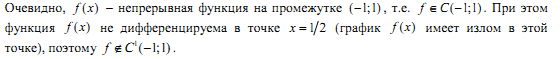 Очевидно, f(x) – непрерывная функция на промежутке (−1;1), т.е. f ∈ C(−1;1). При этом
функция f(x) не дифференцируема в точке x = 1/2 (график f(x) имеет излом в этой
точке), поэтому f ∉ C¹(−1;1).